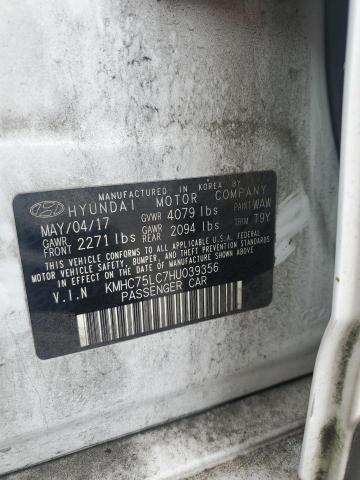 MANUFACTURED IN KOREA BY
HYUNDAI MOTOR COMPANY
MAY/04/17 GVWR 4079 lbs PAINT WAW
GAWR FRONT 2271 lbs GAWR REAR 2094 lbs TRIM T9Y
THIS VEHICLE CONFORMS TO ALL APPLICABLE U.S. FEDERAL
MOTOR VEHICLE SAFETY, BUMPER, AND THEFT PREVENTION STANDARDS
IN EFFECT ON THE DATE OF MANUFACTURE SHOWN ABOVE.
V.I.N KMHC75LC7HU039356
PASSENGER CAR